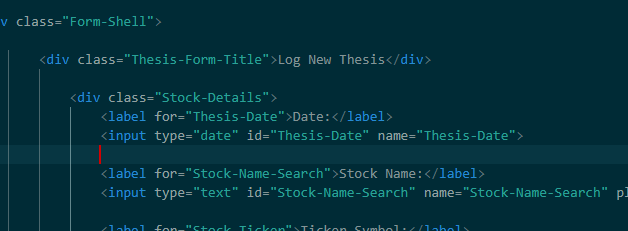 v class="Form-Shell">
<div class="Thesis-Form-Title">Log New Thesis</div>
<div class="Stock-Details">
<label for="Thesis-Date">Date:</label>
<input type="date" id="Thesis-Date" name="Thesis-Date">
<label for="Stock-Name-Search">Stock Name:</label>
<input type="text" id="Stock-Name-Search" name="Stock-Name-Search" pl
<label for="Stock-Ticker">Ticker Symbol:</label>